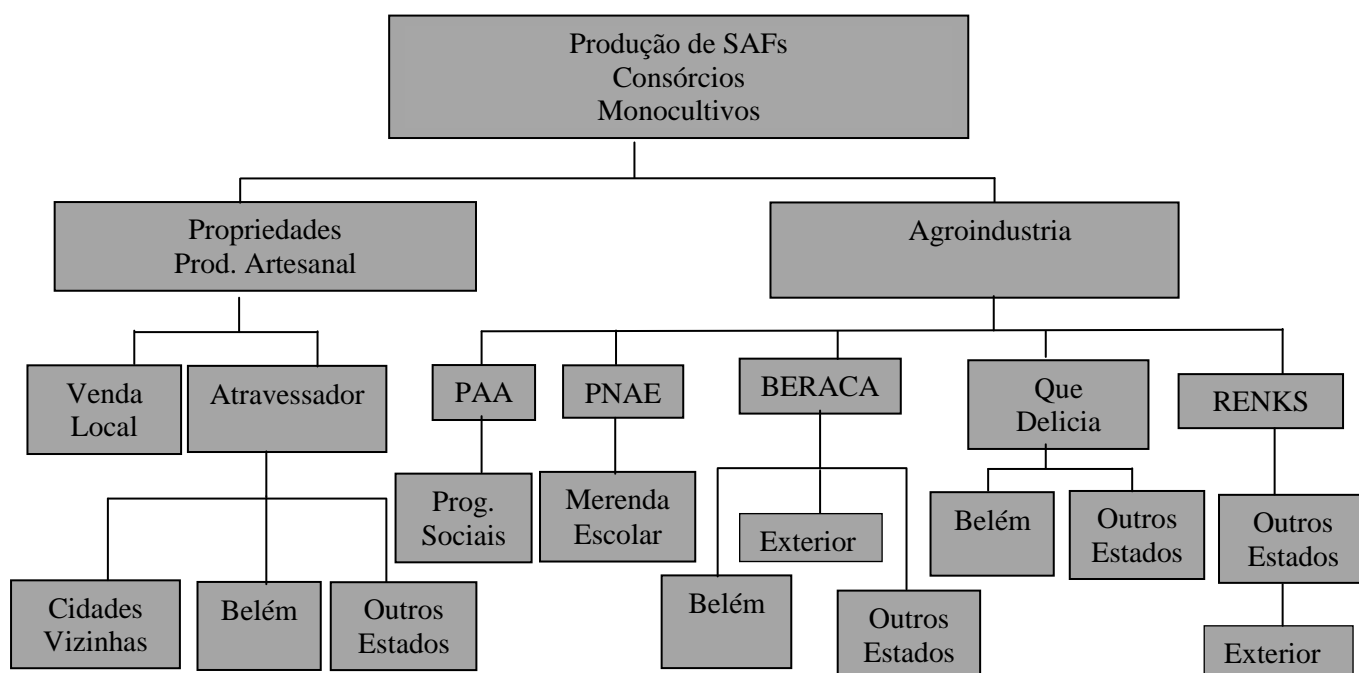 Produção de SAFs
Consórcios
Monocultivos
Propriedades
Prod. Artesanal
Agroindustria
Venda
Local
Atravessador
PAA
PNAE
BERACA
Que
Delicia
RENKS
Prog.
Sociais
Merenda
Escolar
Exterior
Belém
Outros
Estados
Belém
Outros
Estados
Outros
Estados
Cidades
Vizinhas
Belém
Outros
Estados
Exterior